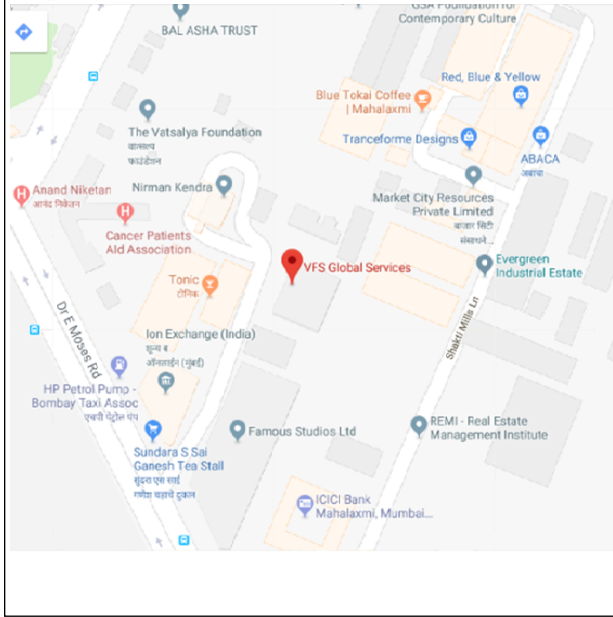 GSA Foundation for
Contemporary Culture
BAL ASHA TRUST
Red, Blue & Yellow
Blue Tokai Coffee
| Mahalaxmi
The Vatsalya Foundation
वात्सल्य
फाउंडेशन
Tranceforme Designs
ABACA
अबाचा
Nirman Kendra
Anand Niketan
आनंद निकेतन
Market City Resources
Private Limited
बाजार सिटी
संसाधने...
Cancer Patients
Aid Association
VFS Global Services
Evergreen
Industrial Estate
Tonic
टोनिक
Dr E Moses Rd
Shakti Mills Ln
Ion Exchange (India)
ऑनलाईन (मुंबई)
HP Petrol Pump -
Bombay Taxi Assoc
एचपी पेट्रोल पंप
Famous Studios Ltd
REMI - Real Estate
Management Institute
Sundara S Sai
Ganesh Tea Stall
सुंदरा एस साई
गणेश चहाचे दुकान
ICICI Bank
Mahalaxmi, Mumbai...